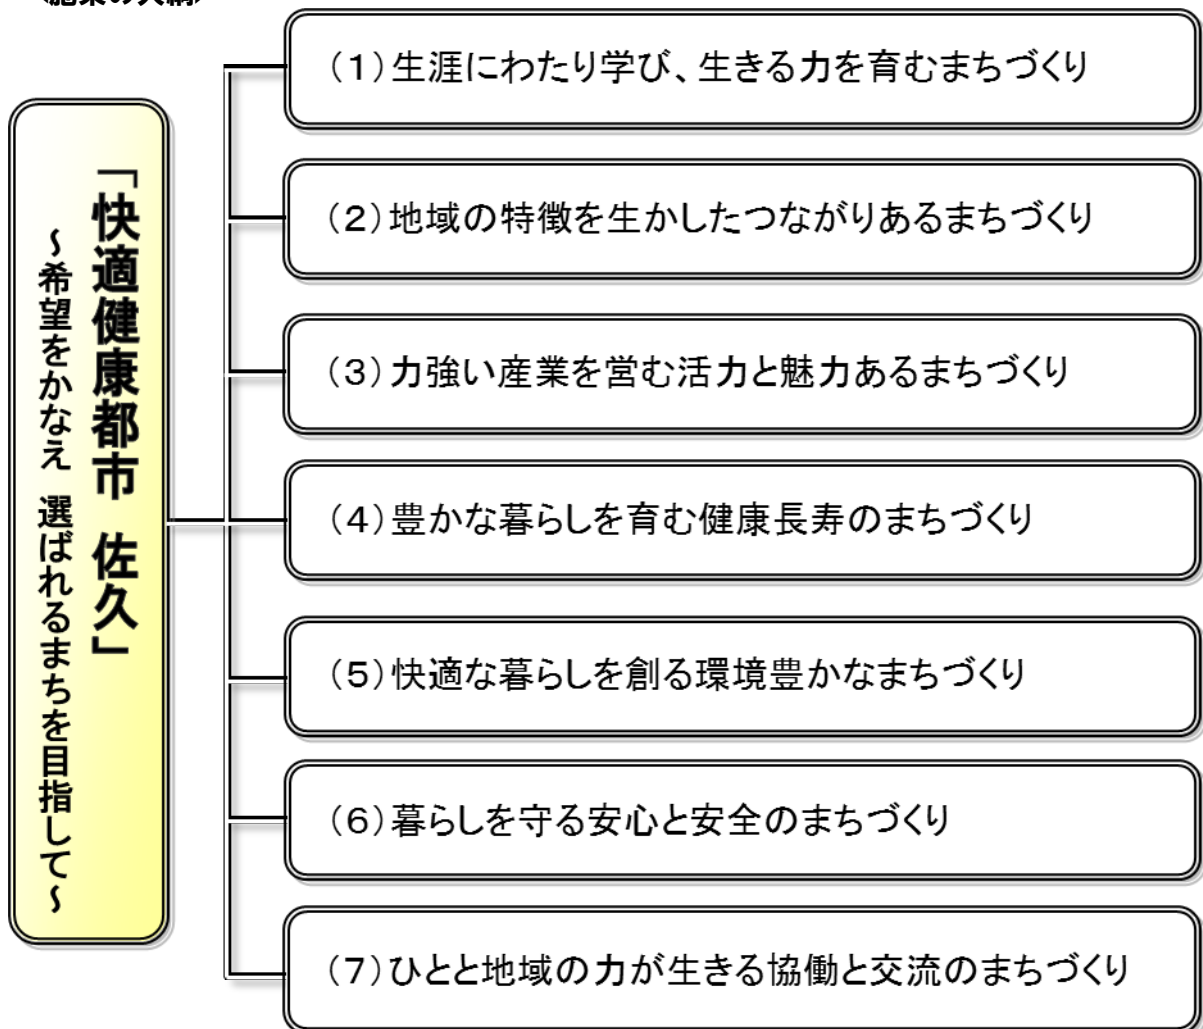 「快適健康都市 佐久」
~希望をかなえ 選ばれるまちを目指して~
(1)生涯にわたり学び、生きる力を育むまちづくり
(2)地域の特徴を生かしたつながりあるまちづくり
(3)力強い産業を営む活力と魅力あるまちづくり
(4)豊かな暮らしを育む健康長寿のまちづくり
(5)快適な暮らしを創る環境豊かなまちづくり
(6)暮らしを守る安心と安全のまちづくり
(7)ひとと地域の力が生きる協働と交流のまちづくり